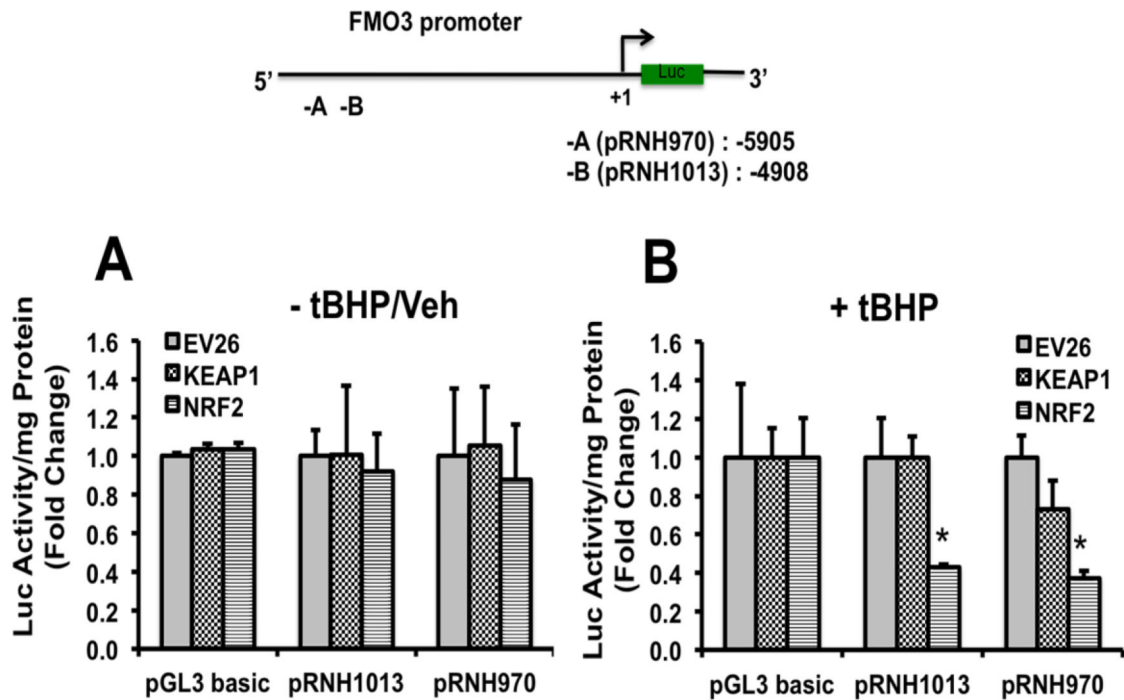 FMO3 promoter
5’
Luc
3’
-A -B
+1
-A (pRNH970) : -5905
-B (pRNH1013) : -4908
A
- tBHP/Veh
Luc Activity/mg Protein
(Fold Change)
1.6
1.4
1.2
1.0
0.8
0.6
0.4
0.2
0.0
EV26
KEAP1
NRF2
pGL3 basic pRNH1013 pRNH970
B
+ tBHP
Luc Activity/mg Protein
(Fold Change)
1.6
1.4
1.2
1.0
0.8
0.6
0.4
0.2
0.0
EV26
KEAP1
NRF2
*
*
pGL3 basic pRNH1013 pRNH970